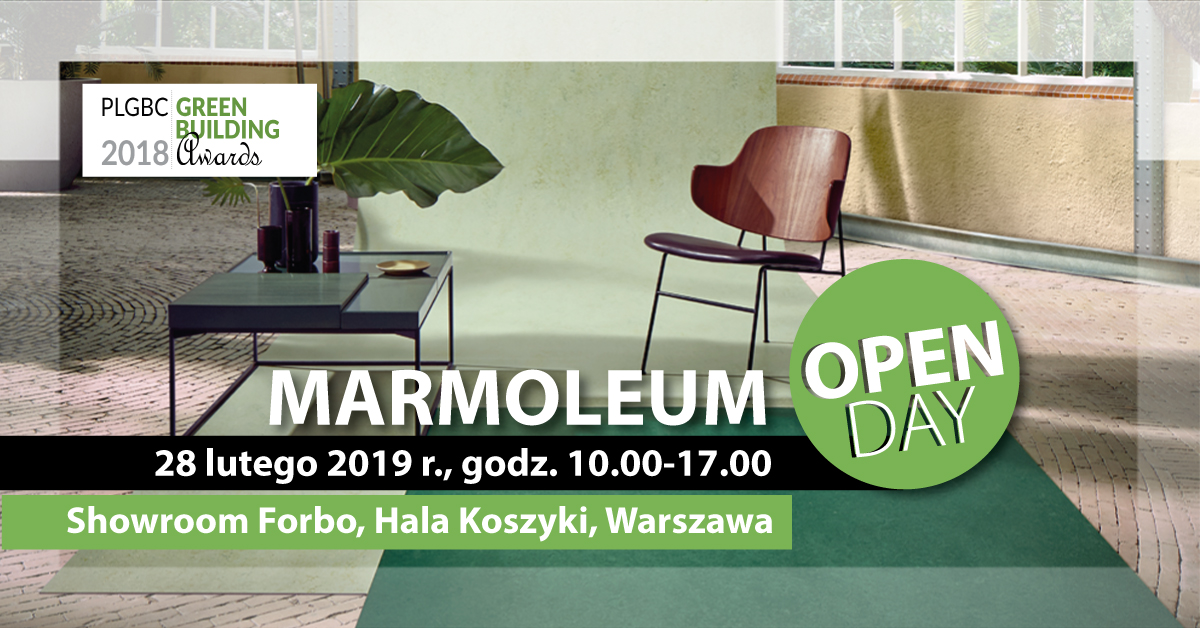 PLGBC GREEN
BUILDING
2018 Awards
MARMOLEUM
OPEN
DAY
28 lutego 2019 r., godz. 10.00-17.00
Showroom Forbo, Hala Koszyki, Warszawa